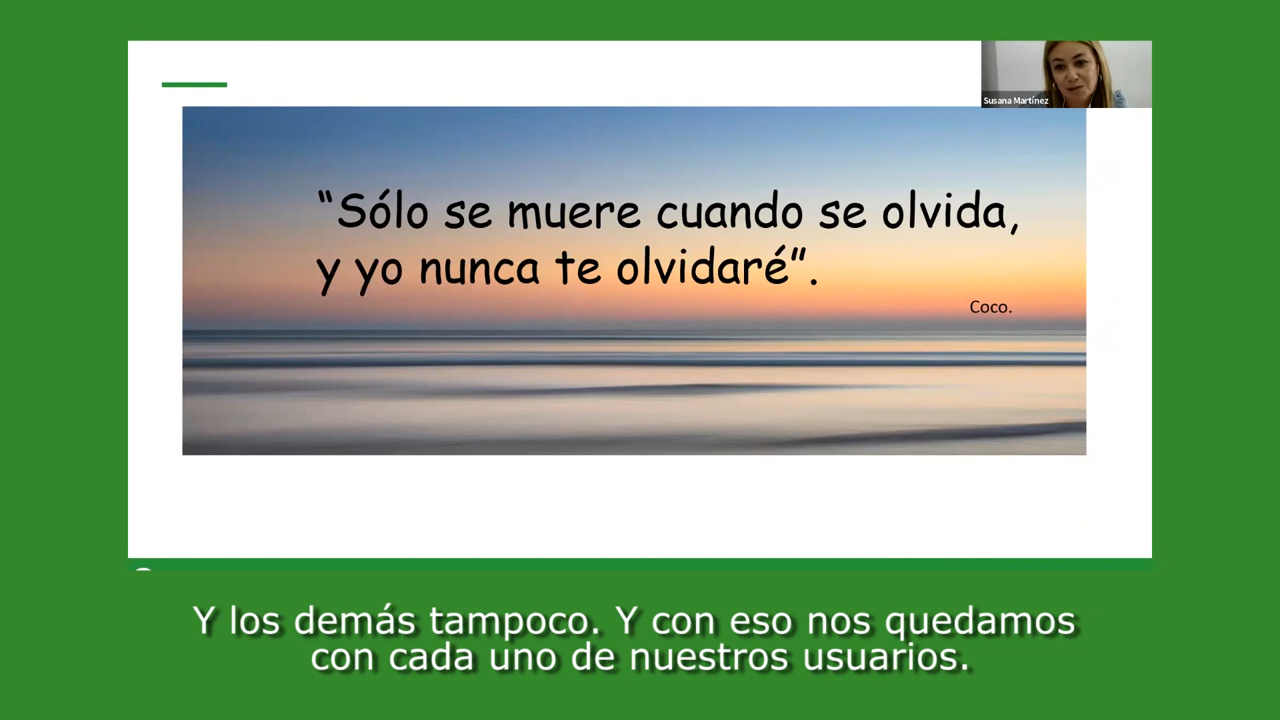 Susana Martínez
“Sólo se muere cuando se olvida,
y yo nunca te olvidaré”.
Coco.
Y los demás tampoco. Y con eso nos quedamos
con cada uno de nuestros usuarios.